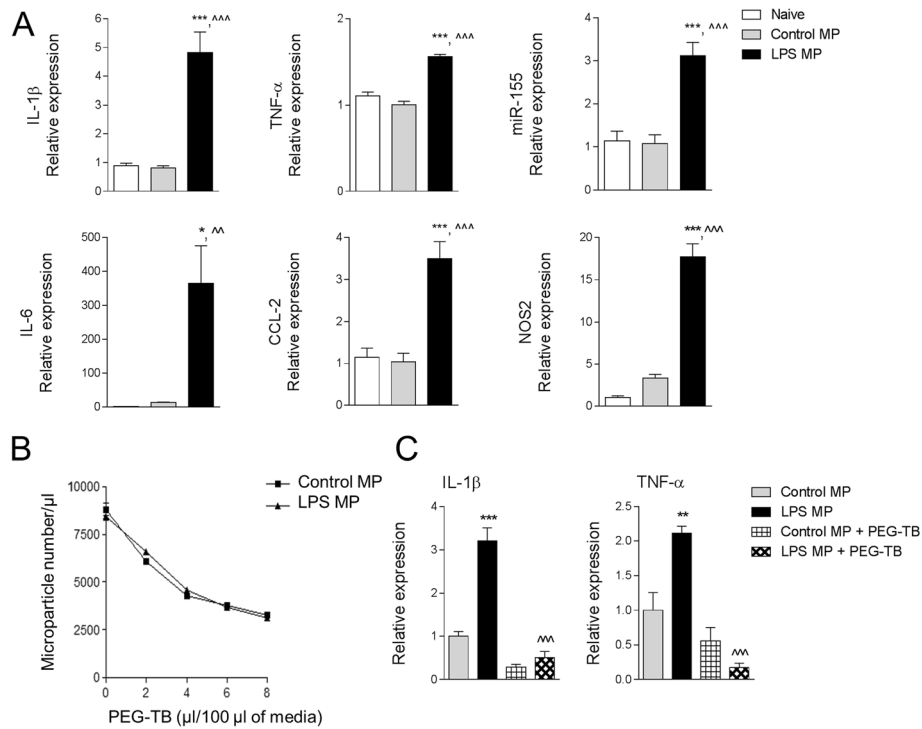 A
Naive
Control MP
LPS MP
IL-1β
Relative expression
6
5
4
3
2
1
0
***, ^^^
TNF-α
Relative expression
2
1
0
***, ^^^
miR-155
Relative expression
4
3
2
1
0
***, ^^^
IL-6
Relative expression
500
400
300
200
100
0
*, ^^
CCL-2
Relative expression
4
3
2
1
0
***, ^^^
NOS2
Relative expression
20
15
10
5
0
***, ^^^
B
Control MP
LPS MP
Microparticle number/µl
10000
7500
5000
2500
0
0 2 4 6 8
PEG-TB (µl/100 µl of media)
C
IL-1β
Relative expression
4
3
2
1
0
***
^^^
TNF-α
Relative expression
2.5
2.0
1.5
1.0
0.5
0.0
**
^^^
Control MP
LPS MP
Control MP + PEG-TB
LPS MP + PEG-TB